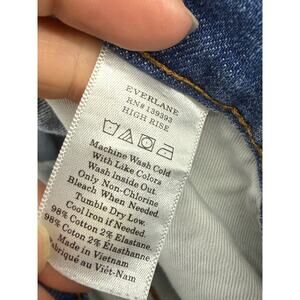 EVERLANE
RN# 139393
HIGH RISE
Machine Wash Cold
With Like Colors
Wash Inside Out.
Only Non-Chlorine
Bleach When Needed.
Tumble Dry Low.
Cool Iron if Needed.
98% Cotton 2% Elastane.
98% Coton 2% Élasthanne.
Made in Vietnam
Fabriqué au Viêt-Nam